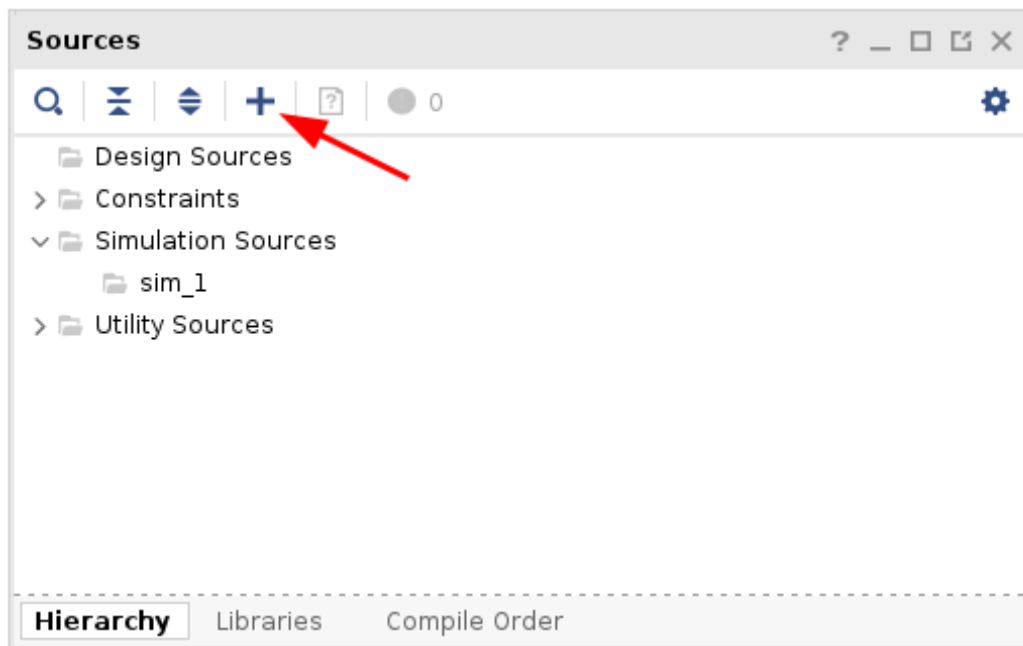 Sources
? 0
Design Sources
Constraints
Simulation Sources
sim_1
Utility Sources
Hierarchy Libraries Compile Order